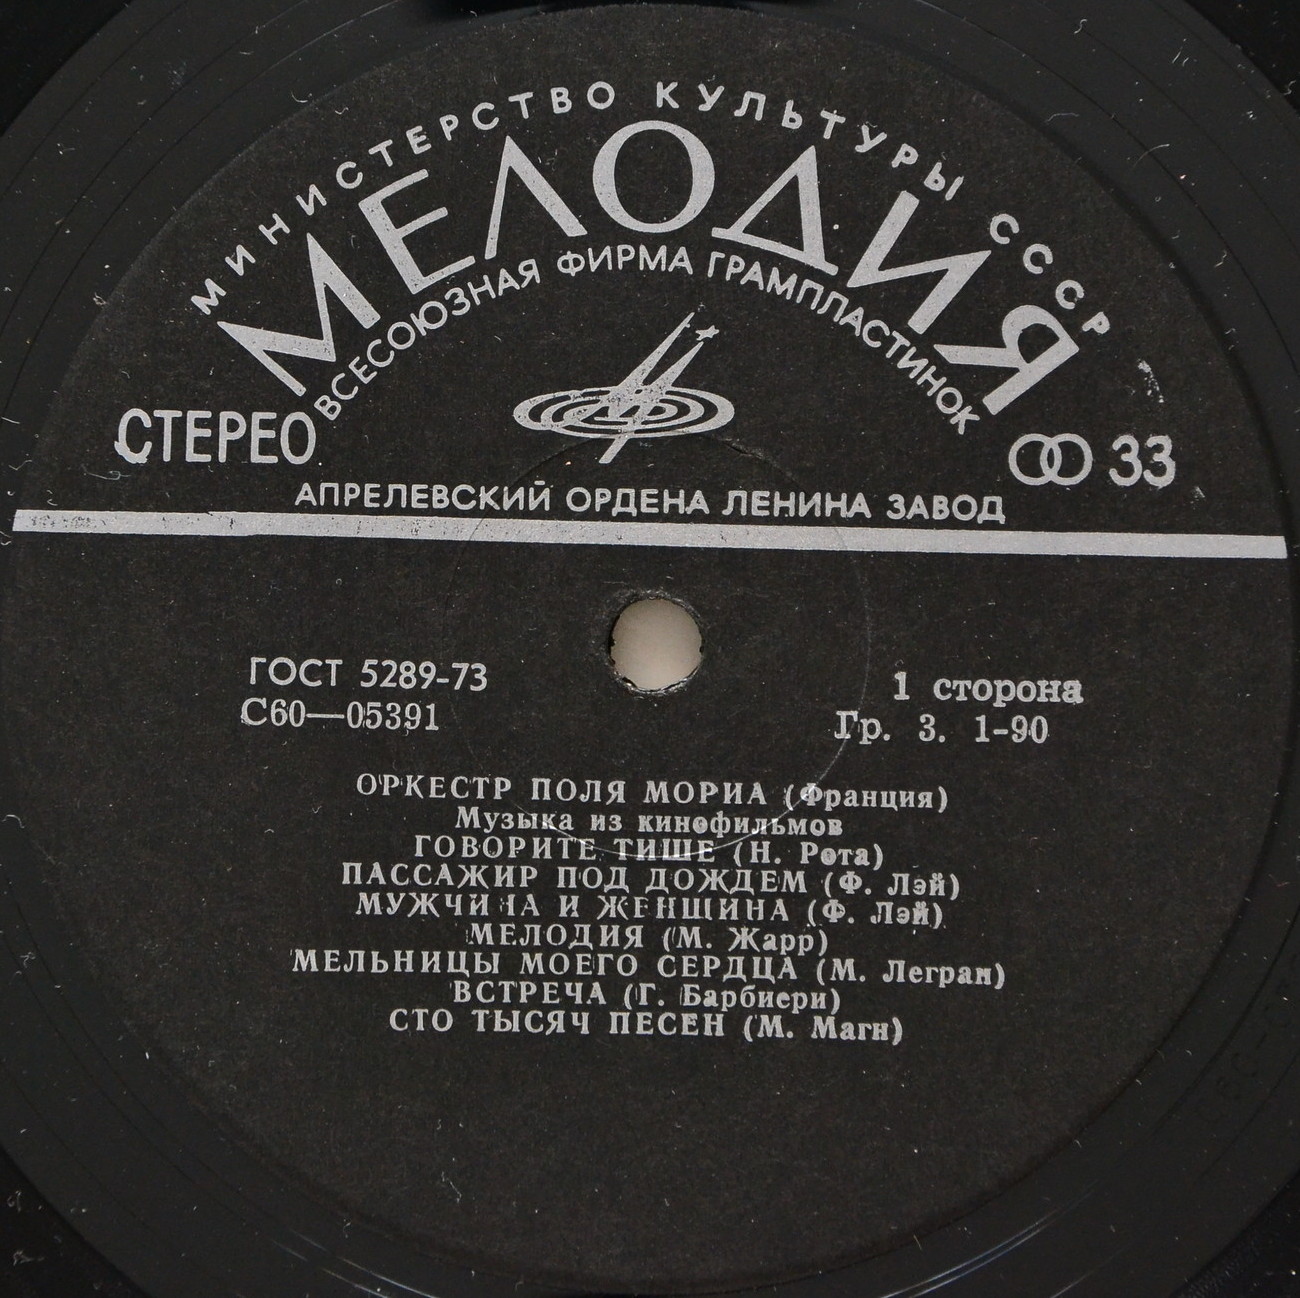 МИНИСТЕРСТВО КУЛЬТУРЫ СССР
МЕЛОДИЯ
ВСЕСОЮЗНАЯ ФИРМА ГРАМПЛАСТИНОК
СТЕРЕО
33
АПРЕЛЕВСКИЙ ОРДЕНА ЛЕНИНА ЗАВОД
ГОСТ 5289-73
С60—05391
1 сторона
Гр. 3. 1-90
ОРКЕСТР ПОЛЯ МОРИА (Франция)
Музыка из кинофильмов
ГОВОРИТЕ ТИШЕ (Н. Рота)
ПАССАЖИР ПОД ДОЖДЕМ (Ф. Лэй)
МУЖЧИНА И ЖЕНЩИНА (Ф. Лэй)
МЕЛОДИЯ (М. Жарр)
МЕЛЬНИЦЫ МОЕГО СЕРДЦА (М. Легран)
ВСТРЕЧА (Г. Барбиери)
СТО ТЫСЯЧ ПЕСЕН (М. Магн)